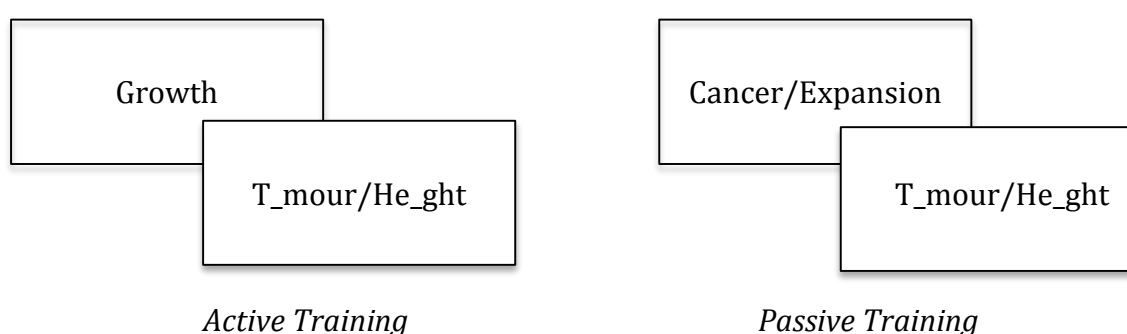 Growth
T_mour/He_ght
Active Training
Cancer/Expansion
T_mour/He_ght
Passive Training